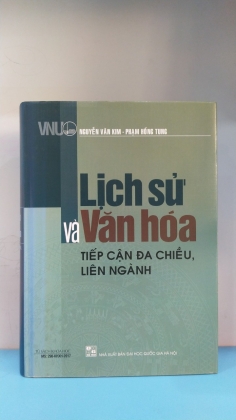 VNU
NGUYỄN VĂN KIM - PHẠM HỒNG TUNG
Lịch sử
và Văn hóa
TIẾP CẬN ĐA CHIỀU,
LIÊN NGÀNH
NHÀ XUẤT BẢN ĐẠI HỌC QUỐC GIA HÀ NỘI